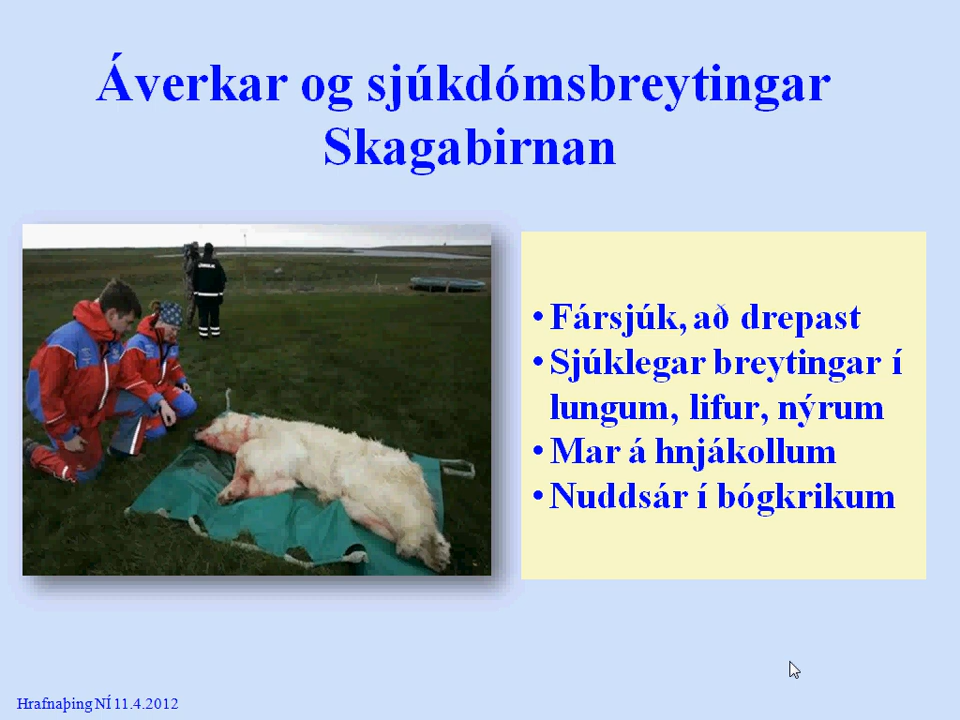 Áverkar og sjúkdómsbreytingar
Skagabirnan
• Fársjúk, að drepast
• Sjúklegar breytingar í
lungum, lifur, nýrum
• Mar á hnjákollum
• Nuddsár í bógkrikum
Hrafnaþing NÍ 11.4.2012